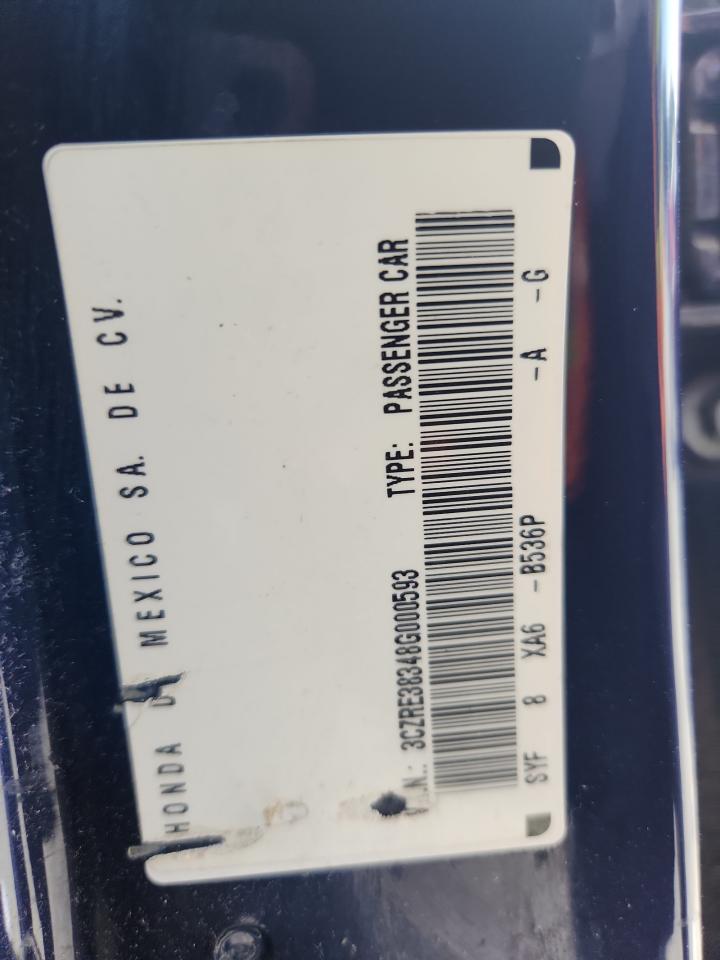 HONDA DE MEXICO SA. DE CV.
V.I.N.: 3CZRE38348G000593 TYPE: PASSENGER CAR
SYF 8 XA6 -B536P -A -G